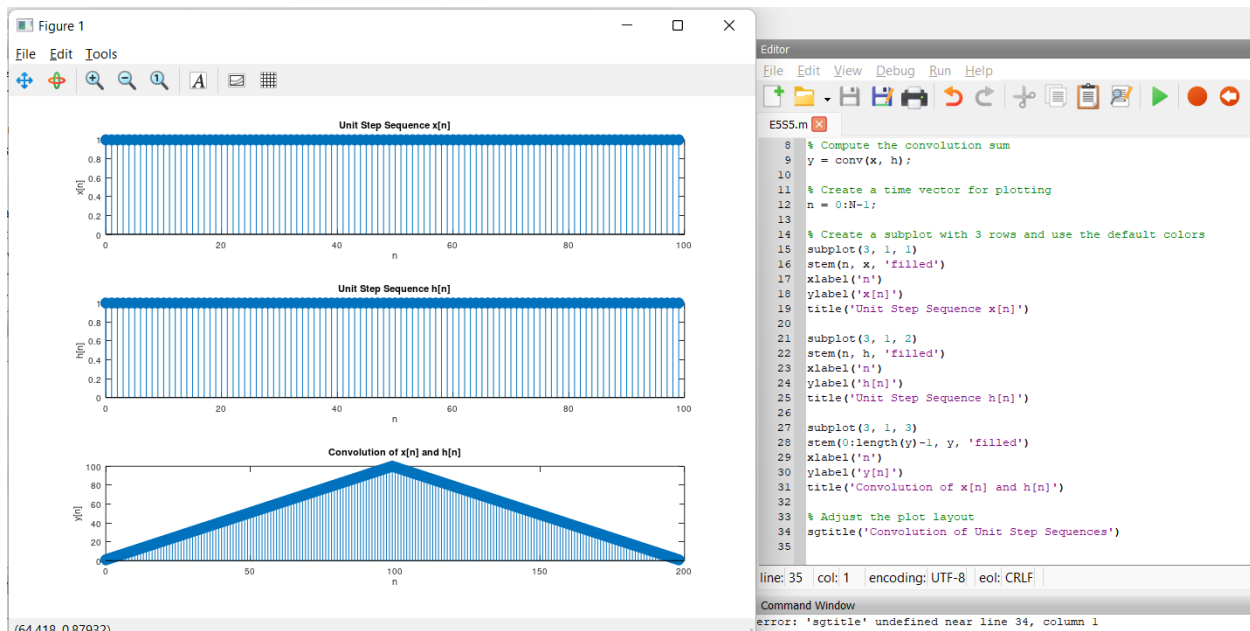 Figure 1
File Edit Tools
Unit Step Sequence x[n]
1
0.8
0.6
0.4
0.2
0
x[n]
0 20 40 60 80 100
n
Unit Step Sequence h[n]
1
0.8
0.6
0.4
0.2
0
h[n]
0 20 40 60 80 100
n
Convolution of x[n] and h[n]
100
80
60
40
20
0
y[n]
0 50 100 150 200
n
(64.418, 0.87932)
Editor
File Edit View Debug Run Help
E5S5.m
8 % Compute the convolution sum
9 y = conv(x, h);
10
11 % Create a time vector for plotting
12 n = 0:N-1;
13
14 % Create a subplot with 3 rows and use the default colors
15 subplot(3, 1, 1)
16 stem(n, x, 'filled')
17 xlabel('n')
18 ylabel('x[n]')
19 title('Unit Step Sequence x[n]')
20
21 subplot(3, 1, 2)
22 stem(n, h, 'filled')
23 xlabel('n')
24 ylabel('h[n]')
25 title('Unit Step Sequence h[n]')
26
27 subplot(3, 1, 3)
28 stem(0:length(y)-1, y, 'filled')
29 xlabel('n')
30 ylabel('y[n]')
31 title('Convolution of x[n] and h[n]')
32
33 % Adjust the plot layout
34 sgtitle('Convolution of Unit Step Sequences')
35
line: 35 col: 1 encoding: UTF-8 eol: CRLF
Command Window
error: 'sgtitle' undefined near line 34, column 1